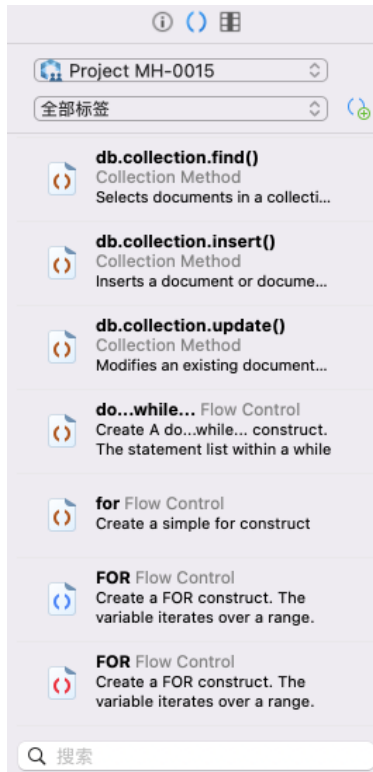 Project MH-0015
全部标签
db.collection.find()
Collection Method
Selects documents in a collecti...
db.collection.insert()
Collection Method
Inserts a document or docume...
db.collection.update()
Collection Method
Modifies an existing document...
do...while... Flow Control
Create A do...while... construct.
The statement list within a while
for Flow Control
Create a simple for construct
FOR Flow Control
Create a FOR construct. The
variable iterates over a range.
FOR Flow Control
Create a FOR construct. The
variable iterates over a range.
搜索